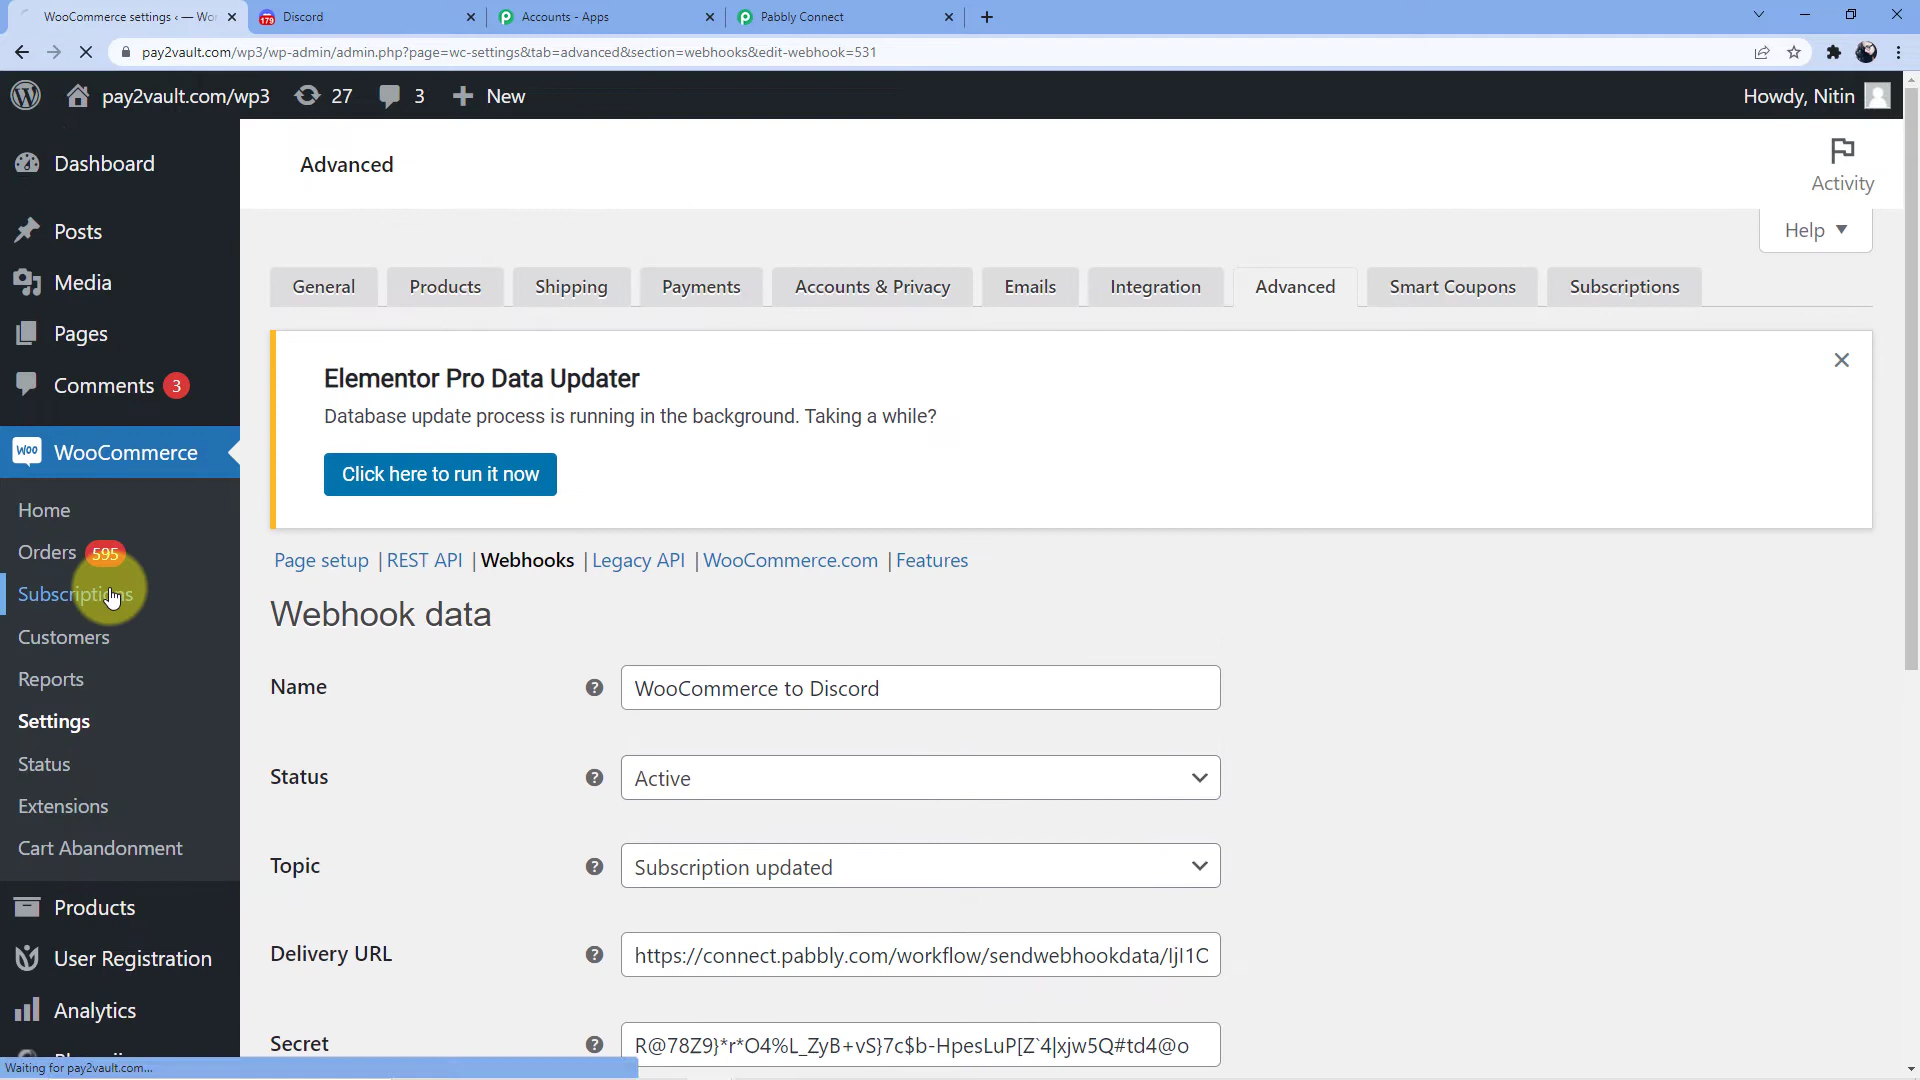 WooCommerce settings ‹ — Wo
Discord
Accounts - Apps
Pabbly Connect
pay2vault.com/wp3/wp-admin/admin.php?page=wc-settings&tab=advanced&section=webhooks&edit-webhook=531
pay2vault.com/wp3
27
3
New
Howdy, Nitin
Dashboard
Posts
Media
Pages
Comments 3
WooCommerce
Home
Orders 595
Subscriptions
Customers
Reports
Settings
Status
Extensions
Cart Abandonment
Products
User Registration
Analytics
Waiting for pay2vault.com...
Advanced
Activity
Help
General
Products
Shipping
Payments
Accounts & Privacy
Emails
Integration
Advanced
Smart Coupons
Subscriptions
Elementor Pro Data Updater
Database update process is running in the background. Taking a while?
Click here to run it now
Page setup | REST API | Webhooks | Legacy API | WooCommerce.com | Features
Webhook data
Name
WooCommerce to Discord
Status
Active
Topic
Subscription updated
Delivery URL
https://connect.pabbly.com/workflow/sendwebhookdata/IjI1C
Secret
R@78Z9}*r*O4%L_ZyB+vS}7c$b-HpesLuP[Z`4|xjw5Q#td4@o